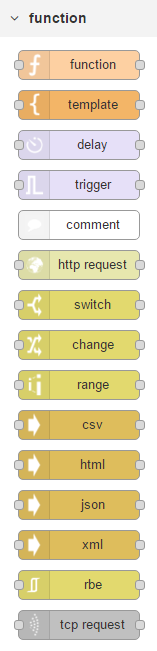 function
function
template
delay
trigger
comment
http request
switch
change
range
csv
html
json
xml
rbe
tcp request